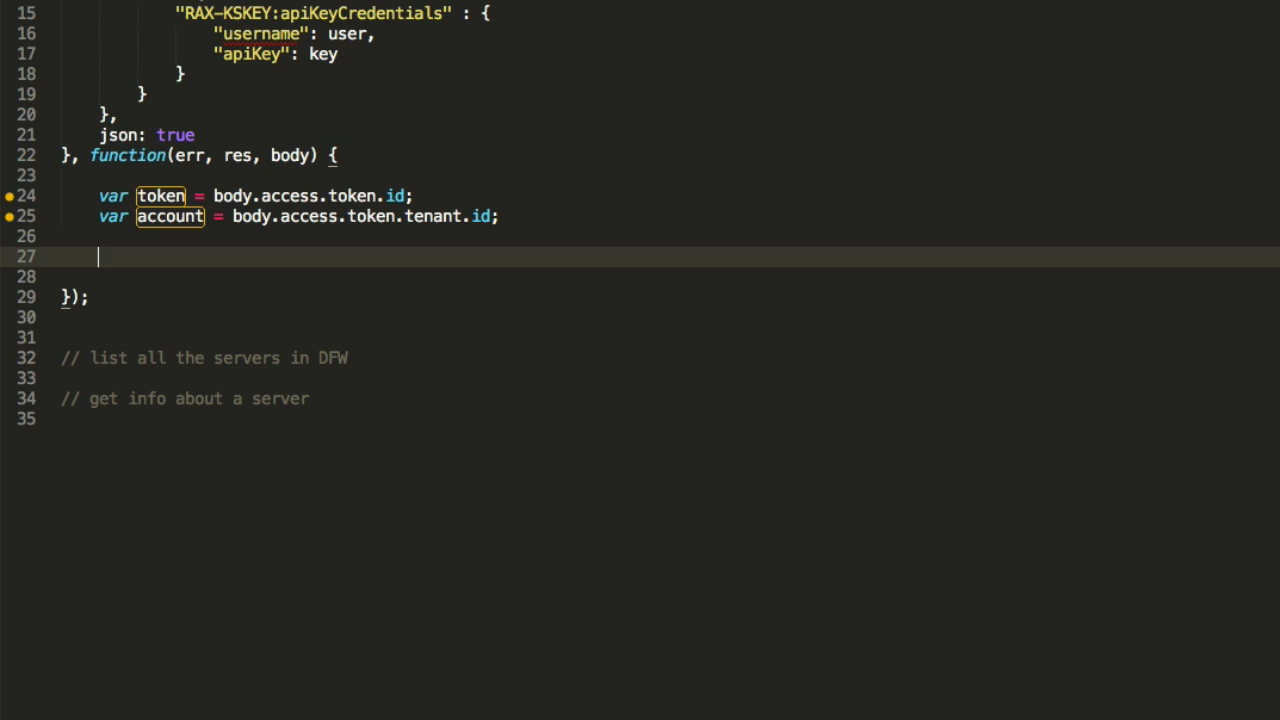 15 "RAX-KSKEY:apiKeyCredentials" : {
16 "username": user,
17 "apiKey": key
18 }
19 }
20 },
21 json: true
22 }, function(err, res, body) {
23
24 var token = body.access.token.id;
25 var account = body.access.token.tenant.id;
26
27
28
29 });
30
31
32 // list all the servers in DFW
33
34 // get info about a server
35